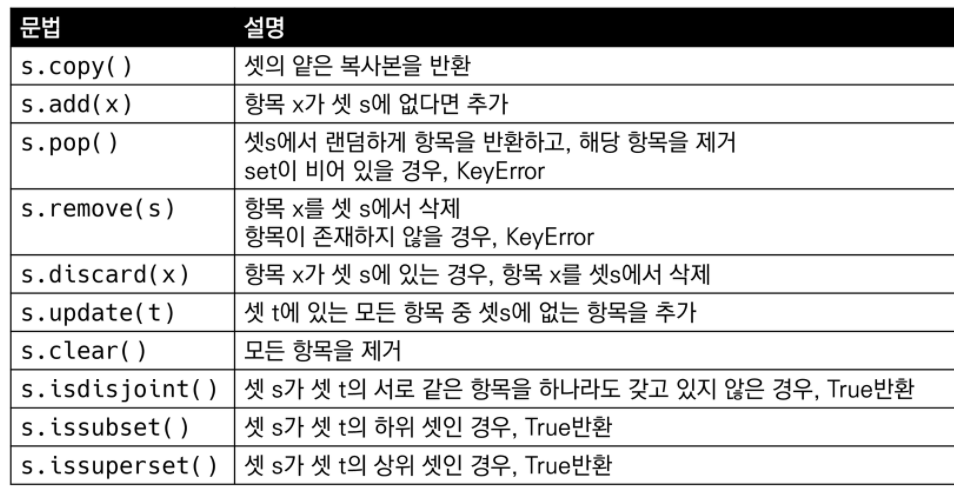 문법 설명
s.copy() 셋의 얕은 복사본을 반환
s.add(x) 항목 x가 셋 s에 없다면 추가
s.pop() 셋s에서 랜덤하게 항목을 반환하고, 해당 항목을 제거
set이 비어 있을 경우, KeyError
s.remove(s) 항목 x를 셋 s에서 삭제
항목이 존재하지 않을 경우, KeyError
s.discard(x) 항목 x가 셋 s에 있는 경우, 항목 x를 셋s에서 삭제
s.update(t) 셋 t에 있는 모든 항목 중 셋s에 없는 항목을 추가
s.clear() 모든 항목을 제거
s.isdisjoint() 셋 s가 셋 t의 서로 같은 항목을 하나라도 갖고 있지 않은 경우, True반환
s.issubset() 셋 s가 셋 t의 하위 셋인 경우, True반환
s.issuperset() 셋 s가 셋 t의 상위 셋인 경우, True반환